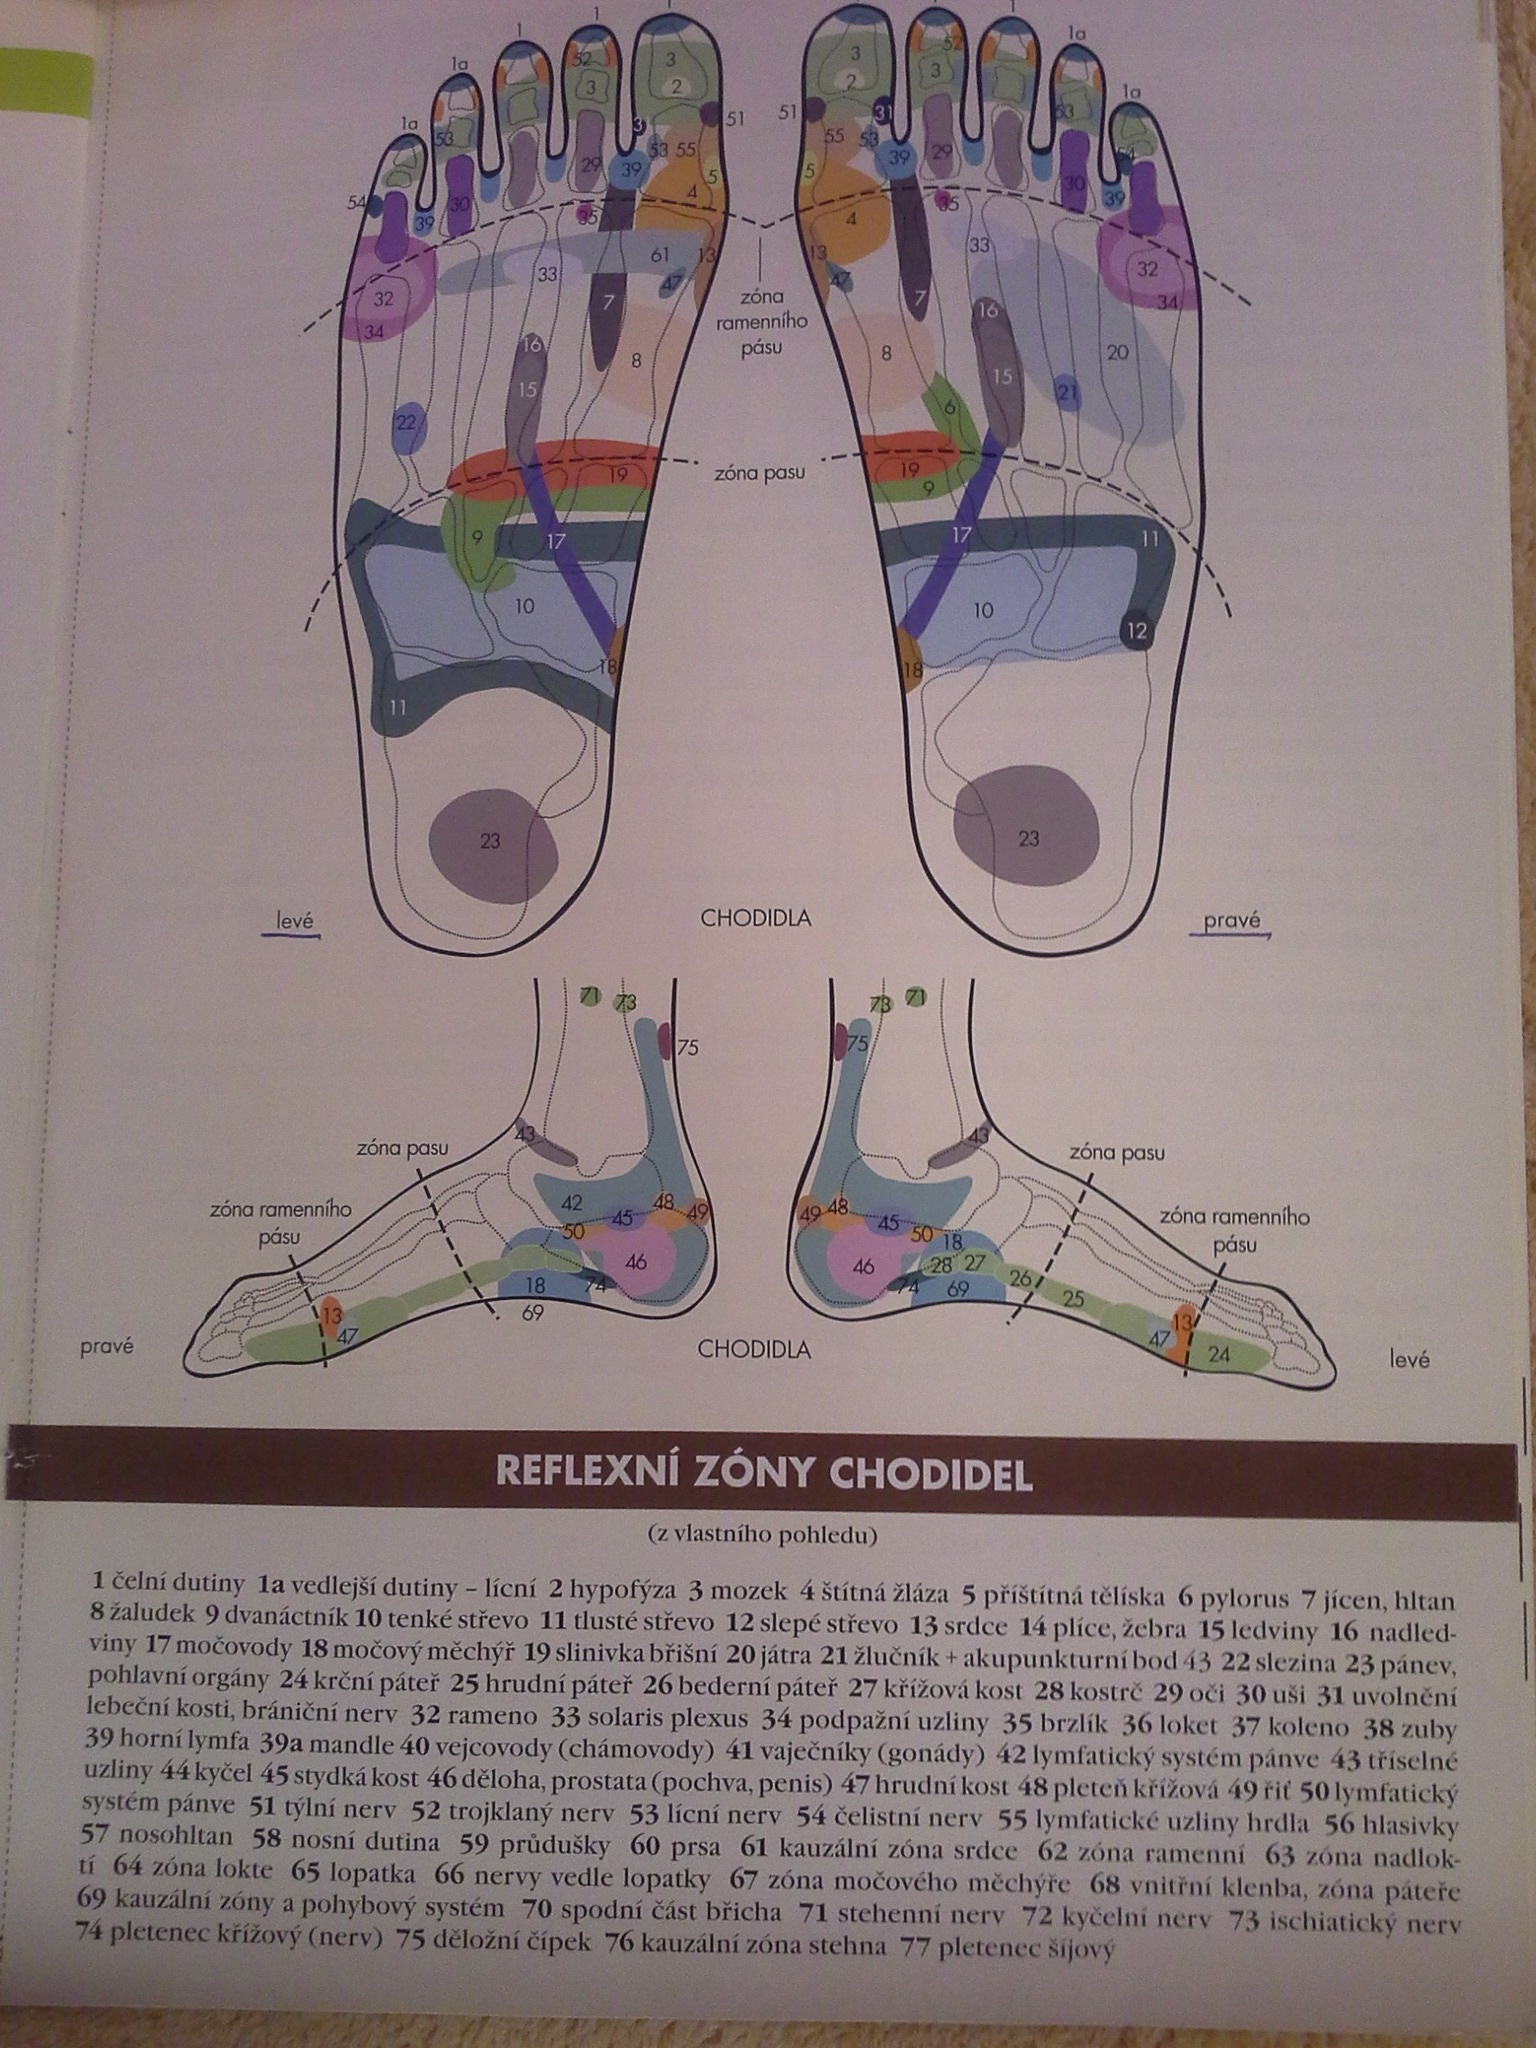 1 1
1 1
1a 1a
1a 1a
52 3 3 52
3 2 2 3
51 51
53 31 53
53 55 55 53
29 39 39 29
54 30 5 5 30 54
39 4 4 39
35 35
33 61 13 13 33
32 47 47 32
34 7 zóna 7 34
ramenního
pásu
16 16
8 8 20
15 15
22 6 21
19 zóna pasu 19
9
9 17 17 11
10 10
12
18 18
11
23 23
levé CHODIDLA pravé
71 73 73 71
75 75
43 43
zóna pasu zóna pasu
zóna ramenního zóna ramenního
pásu pásu
42 48 49 49 48
45 45
50 50 18
46 46 28 27
18 74 74 69 26
69 25
13 13
47 47 24
pravé CHODIDLA levé
REFLEXNÍ ZÓNY CHODIDEL
(z vlastního pohledu)
1 čelní dutiny 1a vedlejší dutiny – lícní 2 hypofýza 3 mozek 4 štítná žláza 5 příštítná tělíska 6 pylorus 7 jícen, hltan
8 žaludek 9 dvanáctník 10 tenké střevo 11 tlusté střevo 12 slepé střevo 13 srdce 14 plíce, žebra 15 ledviny 16 nadled-
viny 17 močovody 18 močový měchýř 19 slinivka břišní 20 játra 21 žlučník + akupunkturní bod 43 22 slezina 23 pánev,
pohlavní orgány 24 krční páteř 25 hrudní páteř 26 bederní páteř 27 křížová kost 28 kostrč 29 oči 30 uši 31 uvolnění
lebeční kosti, brániční nerv 32 rameno 33 solaris plexus 34 podpažní uzliny 35 brzlík 36 loket 37 koleno 38 zuby
39 horní lymfa 39a mandle 40 vejcovody (chámovody) 41 vaječníky (gonády) 42 lymfatický systém pánve 43 tříselné
uzliny 44 kyčel 45 stydká kost 46 děloha, prostata (pochva, penis) 47 hrudní kost 48 pleteň křížová 49 řiť 50 lymfatický
systém pánve 51 týlní nerv 52 trojklaný nerv 53 lícní nerv 54 čelistní nerv 55 lymfatické uzliny hrdla 56 hlasivky
57 nosohltan 58 nosní dutina 59 průdušky 60 prsa 61 kauzální zóna srdce 62 zóna ramenní 63 zóna nadlok-
tí 64 zóna lokte 65 lopatka 66 nervy vedle lopatky 67 zóna močového měchýře 68 vnitřní klenba, zóna páteře
69 kauzální zóny a pohybový systém 70 spodní část břicha 71 stehenní nerv 72 kyčelní nerv 73 ischiatický nerv
74 pletenec křížový (nerv) 75 děložní čípek 76 kauzální zóna stehna 77 pletenec šíjový